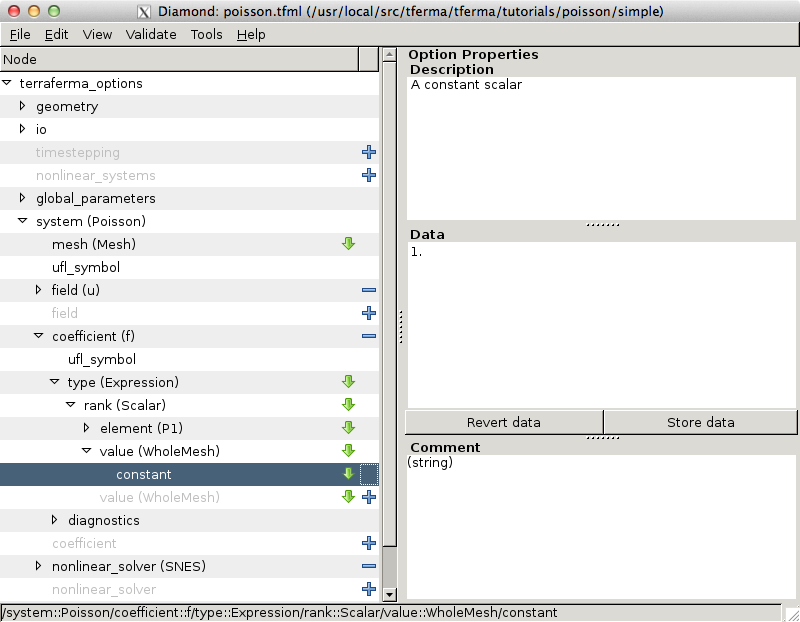 Diamond: poisson.tfml (/usr/local/src/tferma/tferma/tutorials/poisson/simple)
File Edit View Validate Tools Help
Node
terraferma_options
geometry
io
timestepping
nonlinear_systems
global_parameters
system (Poisson)
mesh (Mesh)
ufl_symbol
field (u)
field
coefficient (f)
ufl_symbol
type (Expression)
rank (Scalar)
element (P1)
value (WholeMesh)
constant
value (WholeMesh)
diagnostics
coefficient
nonlinear_solver (SNES)
nonlinear_solver
Option Properties
Description
A constant scalar
Data
1.
Revert data Store data
Comment
(string)
/system::Poisson/coefficient::f/type::Expression/rank::Scalar/value::WholeMesh/constant